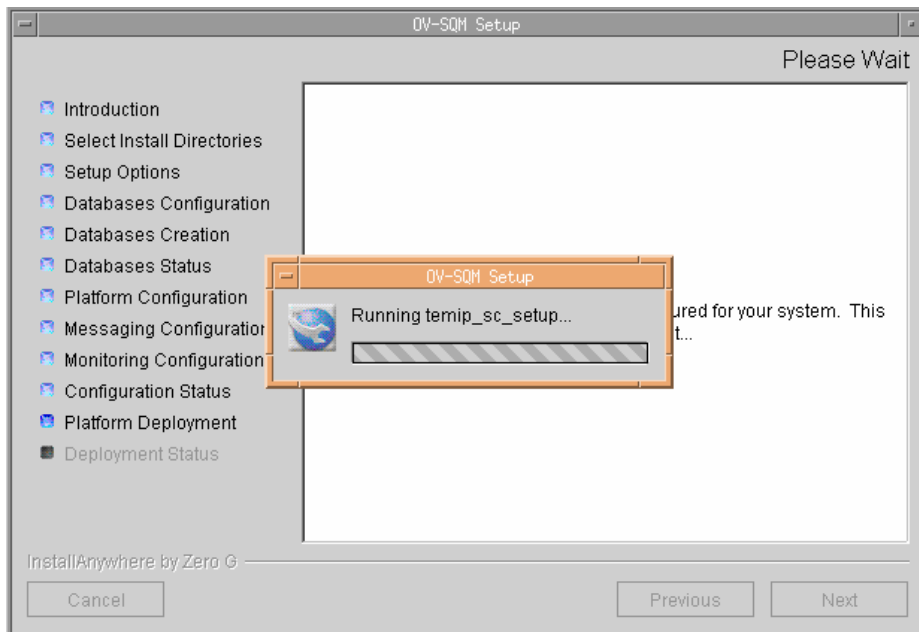 OV-SQM Setup
Please Wait
Introduction
Select Install Directories
Setup Options
Databases Configuration
Databases Creation
Databases Status
Platform Configuration
Messaging Configuration
Monitoring Configuration
Configuration Status
Platform Deployment
Deployment Status
OV-SQM Setup
Running temip_sc_setup...
for your system. This
InstallAnywhere by Zero G
Cancel
Previous
Next